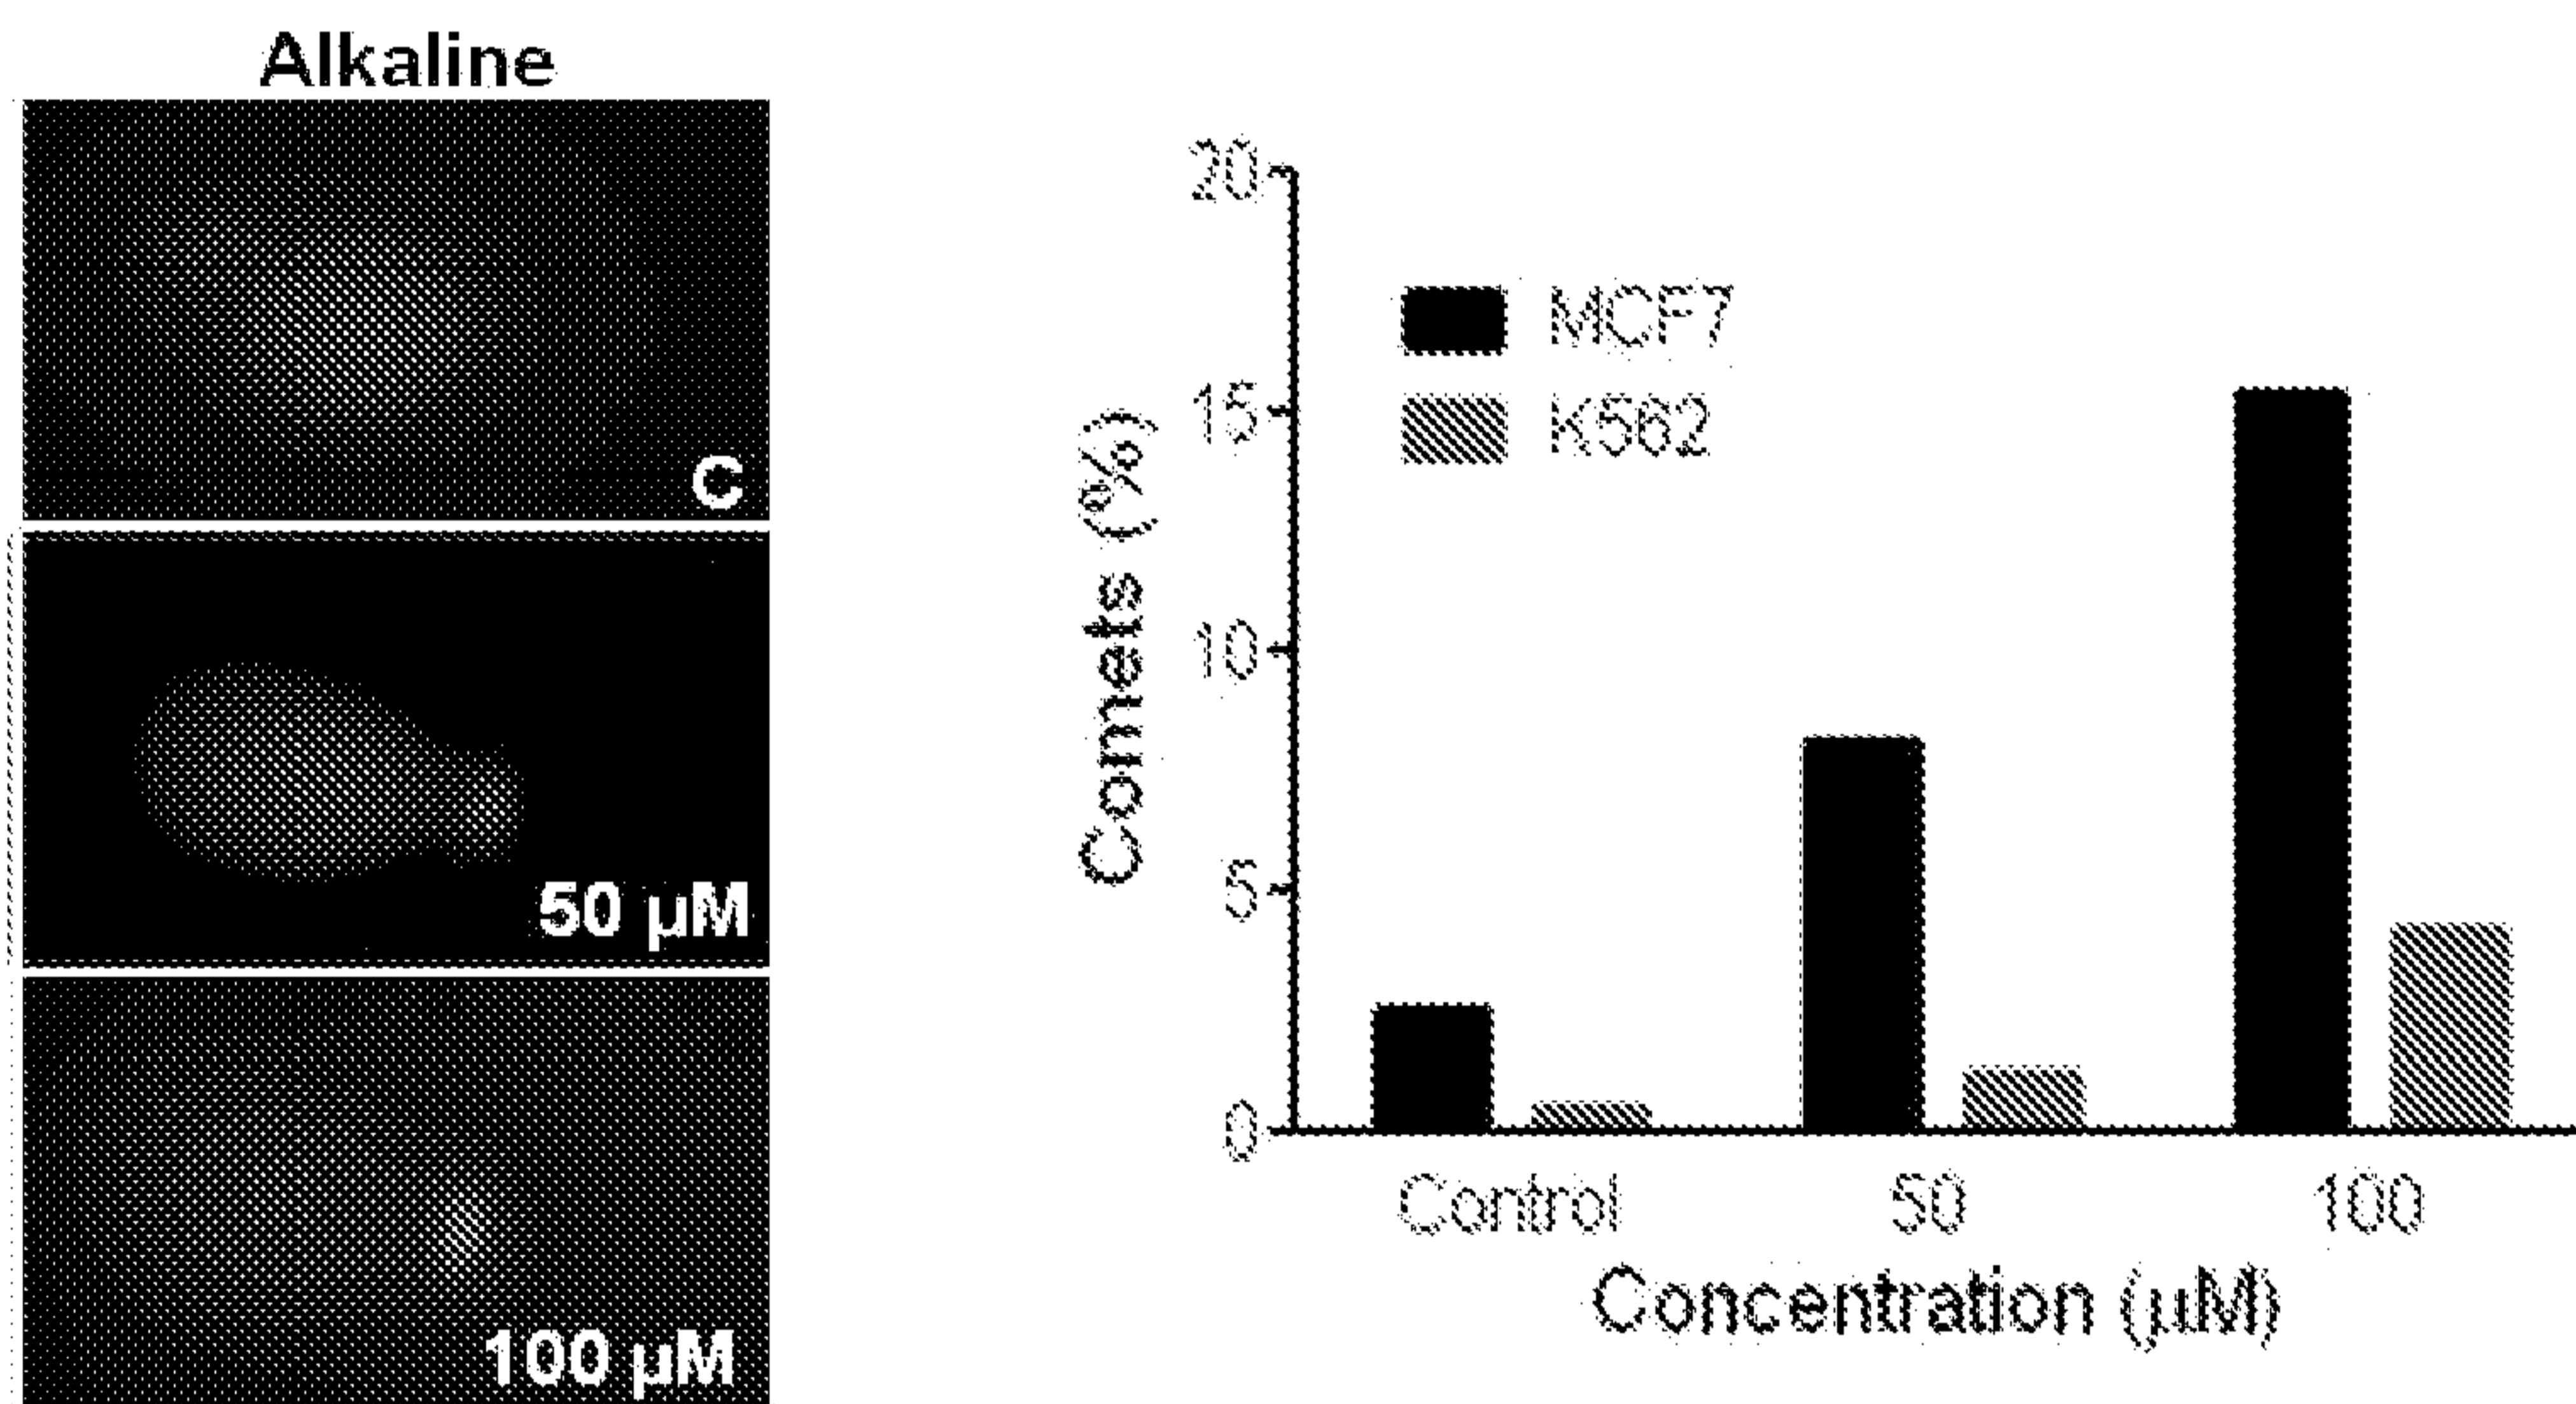 Alkaline
C
50 µM
100 µM
Comets (%)
20
15
10
5
0
MCF7
K562
Control
50
100
Concentration (µM)